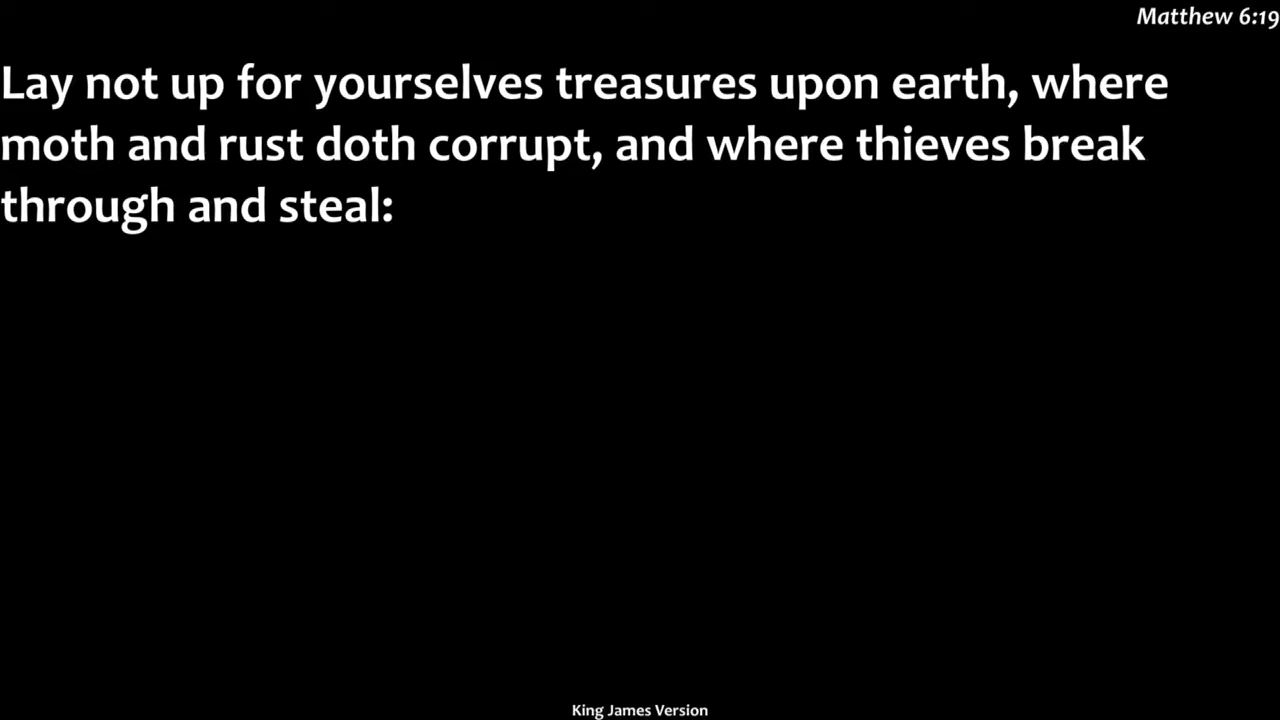 Matthew 6:19
Lay not up for yourselves treasures upon earth, where
moth and rust doth corrupt, and where thieves break
through and steal:
King James Version